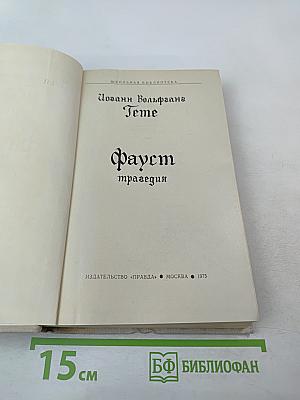 ШКОЛЬНАЯ БИБЛИОТЕКА
Иоганн Вольфганг
Гете
Фауст
трагедия
ИЗДАТЕЛЬСТВО «ПРАВДА» ● МОСКВА ● 1975
15 см
БФ БИБЛИОФАН